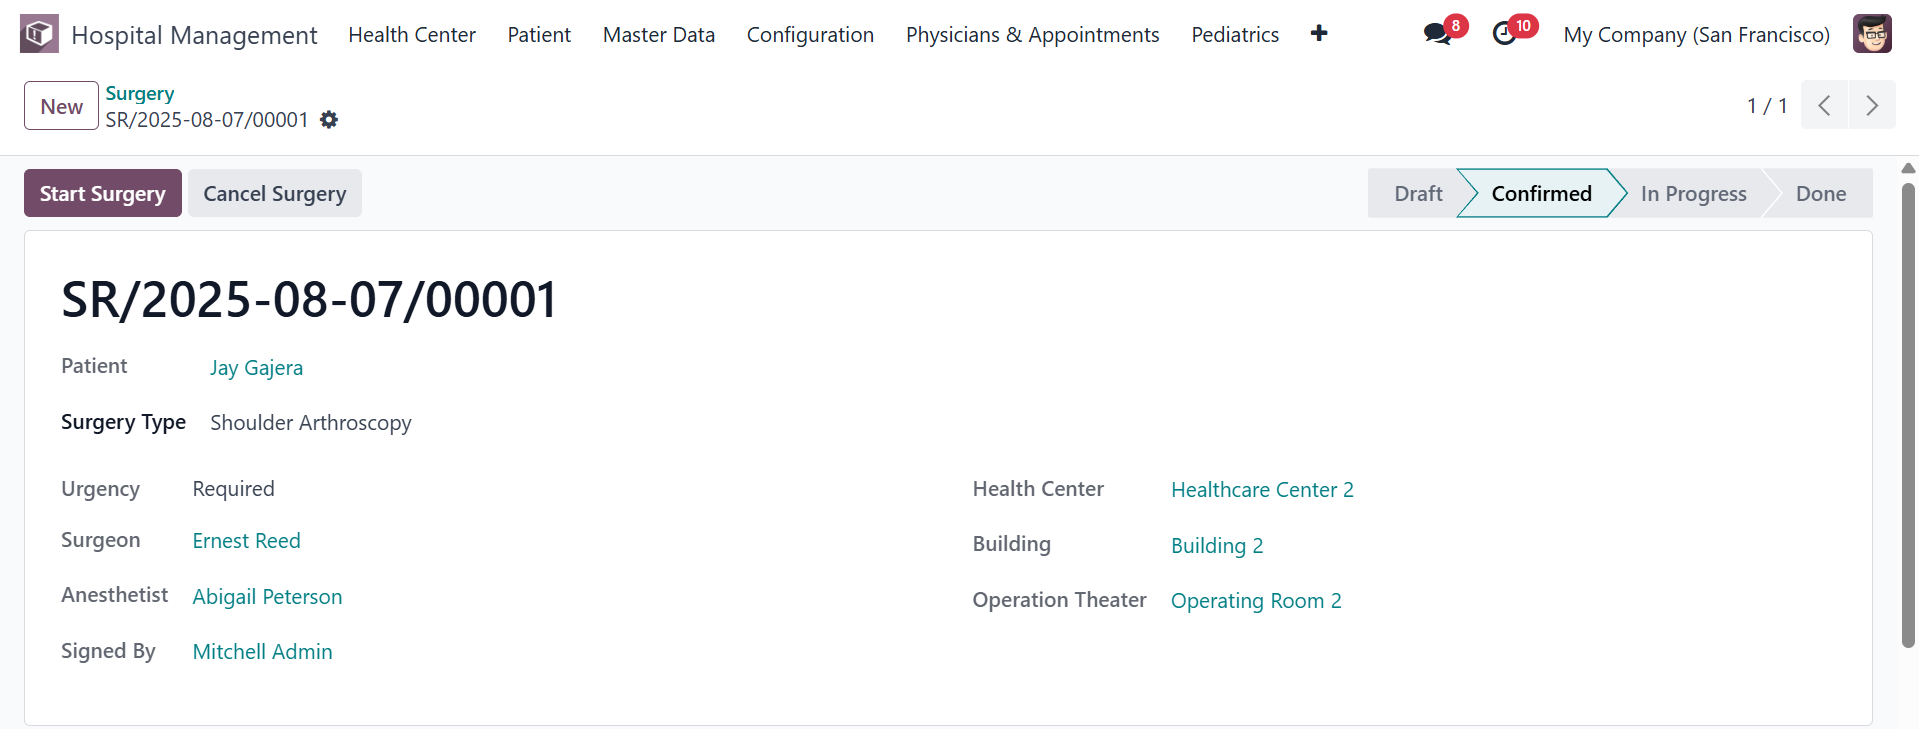 Hospital Management Health Center Patient Master Data Configuration Physicians & Appointments Pediatrics + 8 10 My Company (San Francisco)
New Surgery
SR/2025-08-07/00001 1 / 1
Start Surgery Cancel Surgery Draft Confirmed In Progress Done
SR/2025-08-07/00001
Patient Jay Gajera
Surgery Type Shoulder Arthroscopy
Urgency Required Health Center Healthcare Center 2
Surgeon Ernest Reed Building Building 2
Anesthetist Abigail Peterson Operation Theater Operating Room 2
Signed By Mitchell Admin